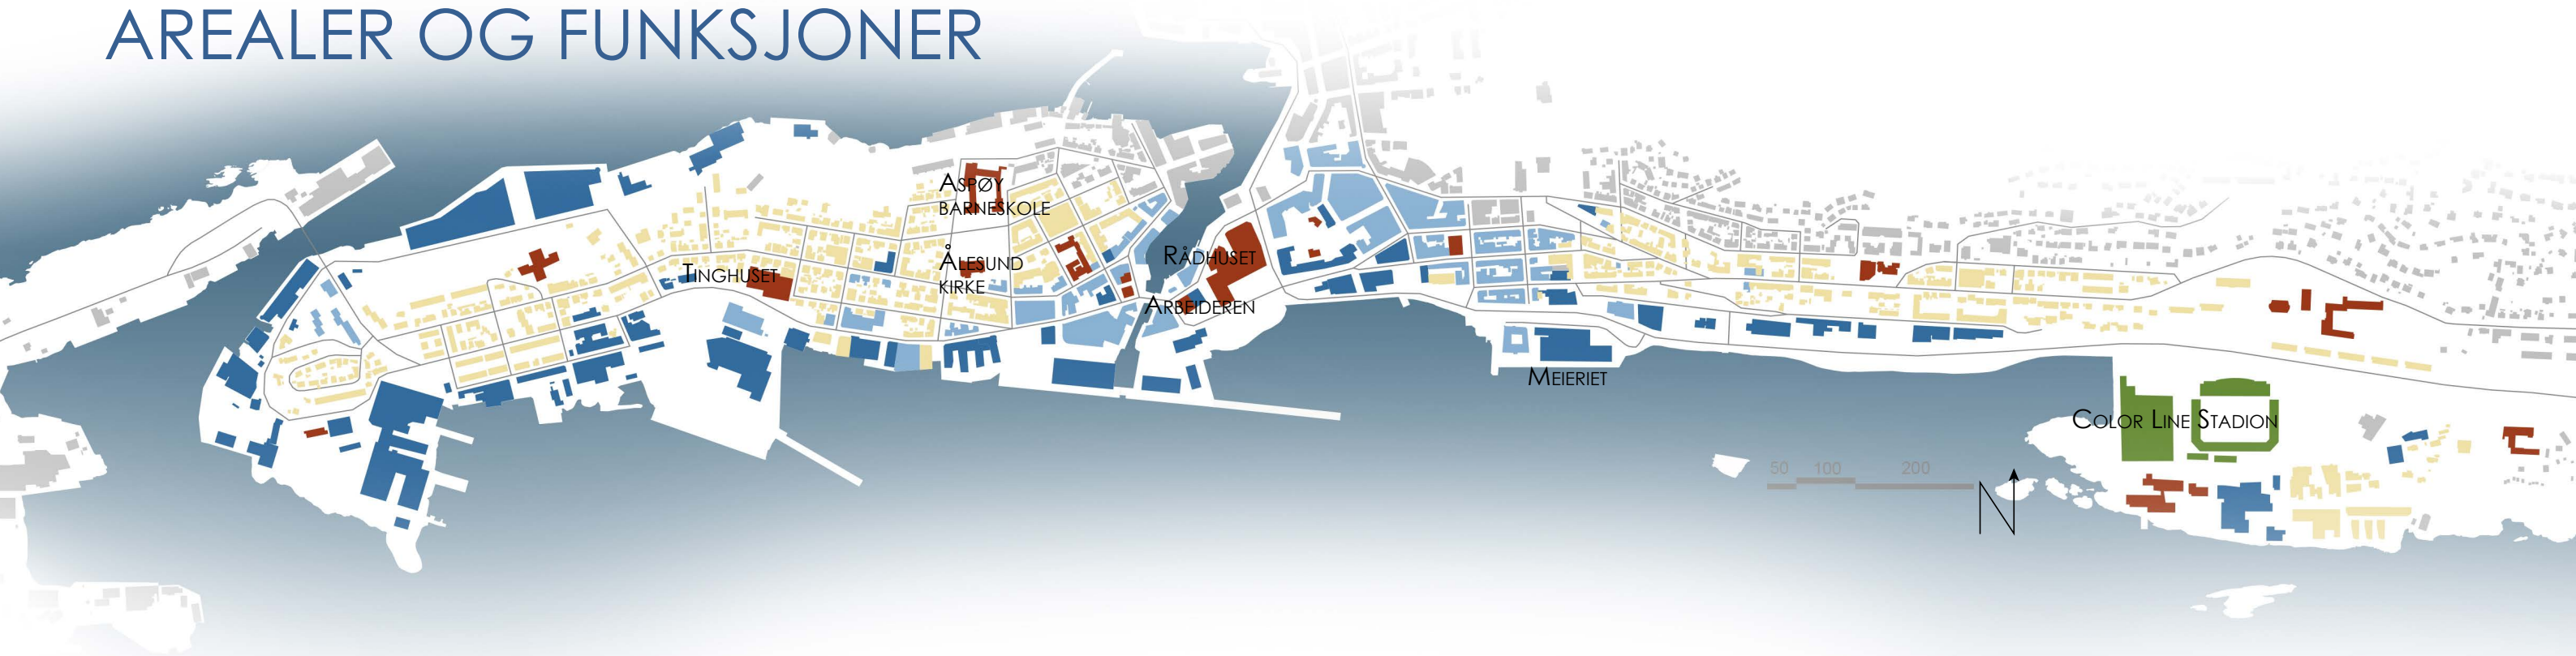 AREALER OG FUNKSJONER
ASPØY
BARNESKOLE
ÅLESUND
KIRKE
TINGHUSET
RÅDHUSET
ARBEIDEREN
MEIERIET
COLOR LINE STADION
50 100 200
N